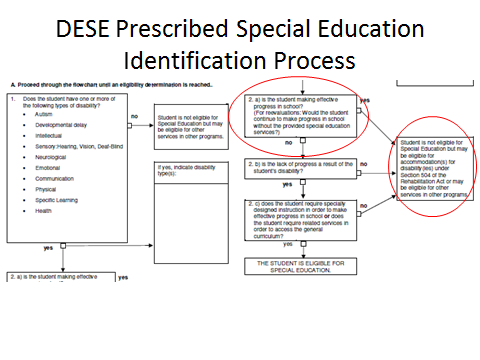 DESE Prescribed Special Education
Identification Process
A. Proceed through the flowchart until an eligibility determination is reached..
1. Does the student have one or more of
the following types of disability?
• Autism
• Developmental delay
• Intellectual
• Sensory:Hearing, Vision, Deaf-Blind
• Neurological
• Emotional
• Communication
• Physical
• Specific Learning
• Health
no
Student is not eligible for
Special Education but may
be eligible for other
services in other programs.
If yes, indicate disability
type(s):
yes
2. a) is the student making effective
yes
2. a) is the student making effective
progress in school?
(For reevaluations: Would the student
continue to make progress in school
without the provided special education
services?)
yes
no
2. b) is the lack of progress a result of the
student's disability?
no
yes
2. c) does the student require specially
designed instruction in order to make
effective progress in school or does
the student require related services in
order to access the general
curriculum?
no
yes
THE STUDENT IS ELIGIBLE FOR
SPECIAL EDUCATION.
Student is not eligible for
Special Education but may
be eligible for
accommodation(s) for
disability(ies) under
Section 504 of the
Rehabilitation Act or may be
eligible for other
services in other programs.